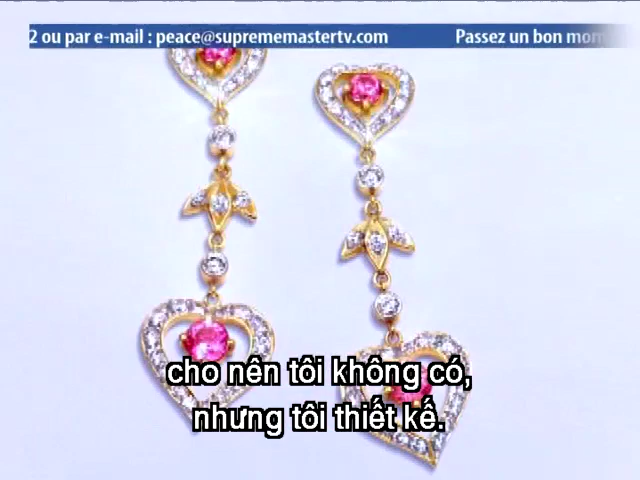 2 ou par e-mail : peace@suprememastertv.com Passez un bon mom
cho nên tôi không có,
nhưng tôi thiết kế.